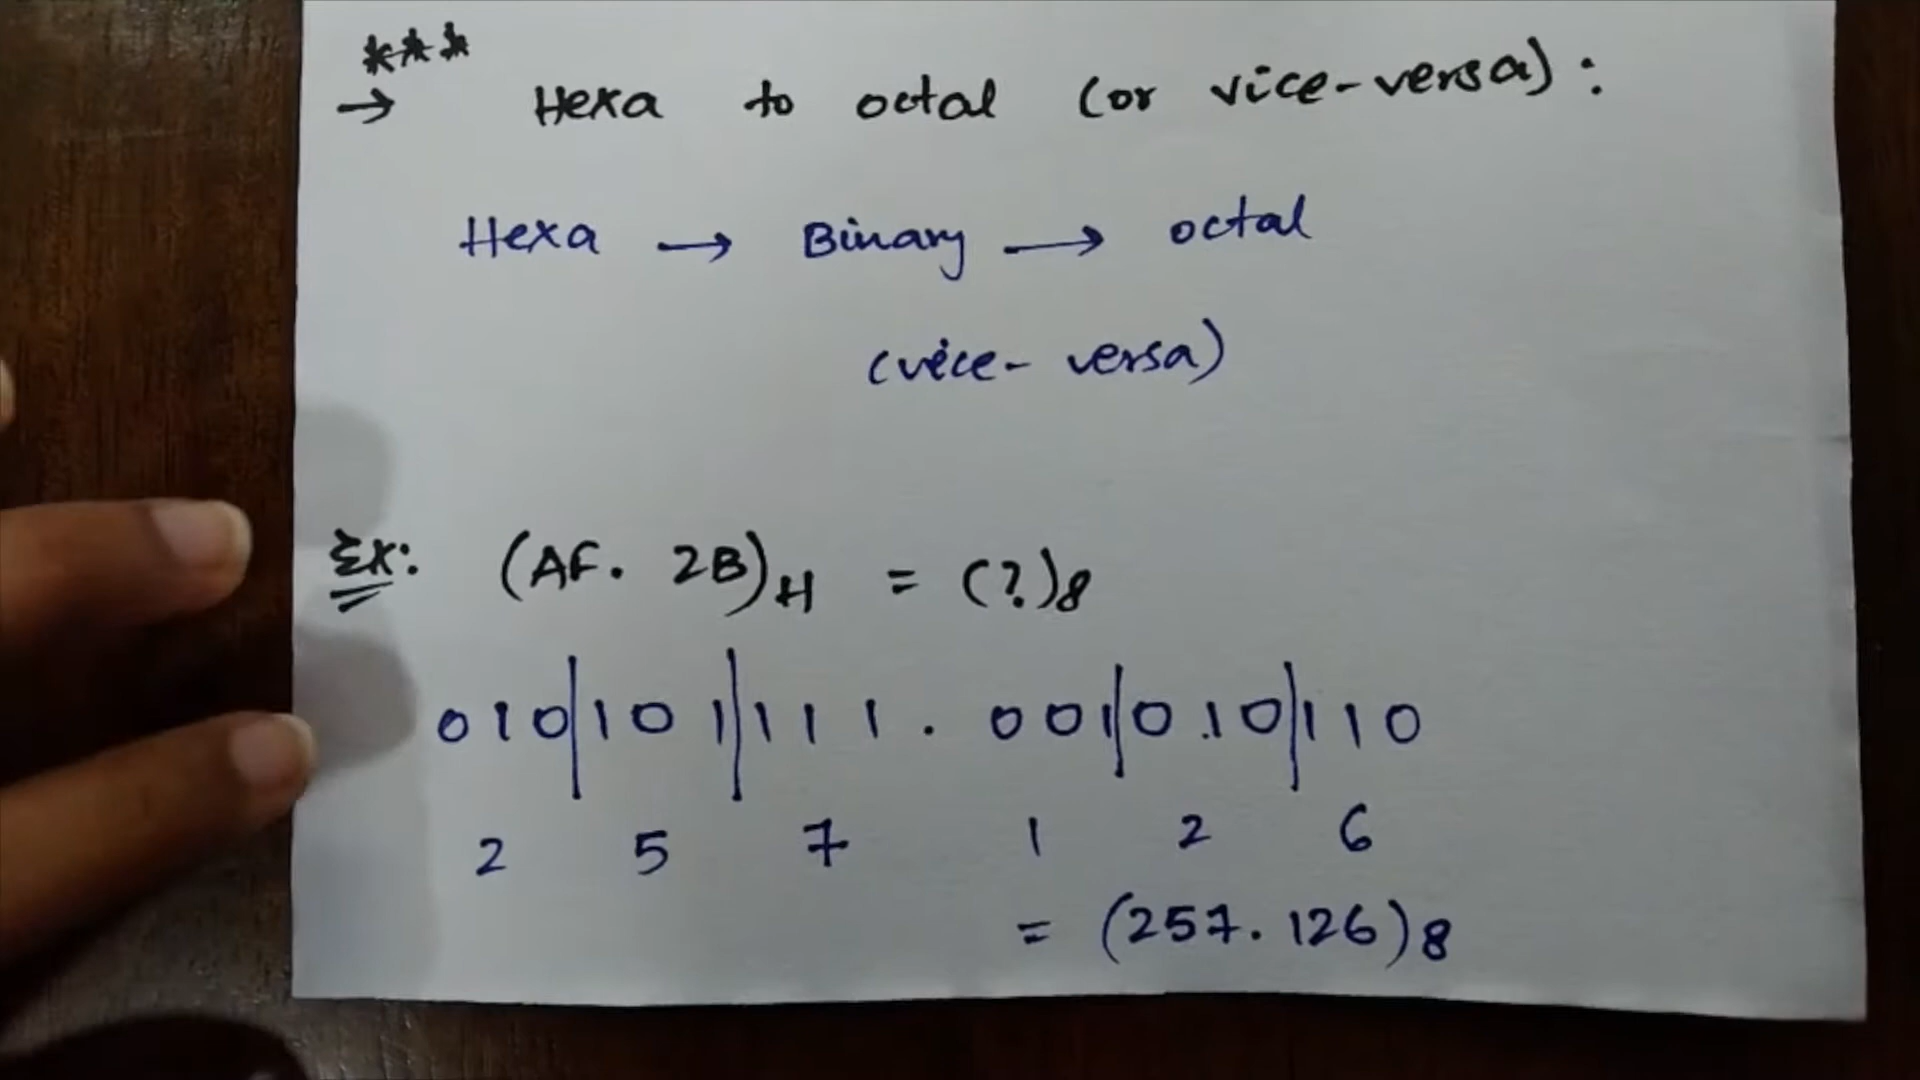 ***
→ Hexa to octal (or vice-versa):
Hexa → Binary → octal
(vice-versa)
Ex: (AF. 2B)H = (?)8
010|101|111.001|010|110
2 5 7 1 2 6
= (257.126)8